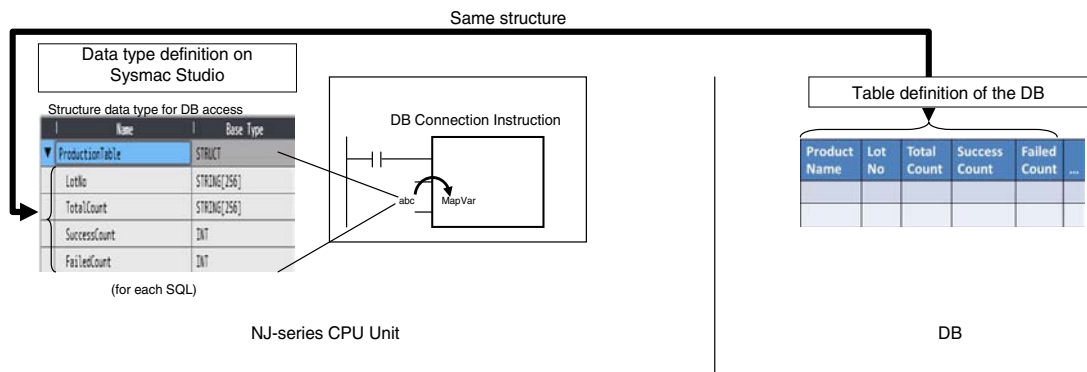 Same structure
Data type definition on
Sysmac Studio
Structure data type for DB access
Name Base Type
ProductionTable STRUCT
LotNo STRING[256]
TotalCount STRING[256]
SuccessCount INT
FailedCount INT
(for each SQL)
DB Connection Instruction
abc MapVar
NJ-series CPU Unit
Table definition of the DB
Product Name Lot No Total Count Success Count Failed Count ...
DB